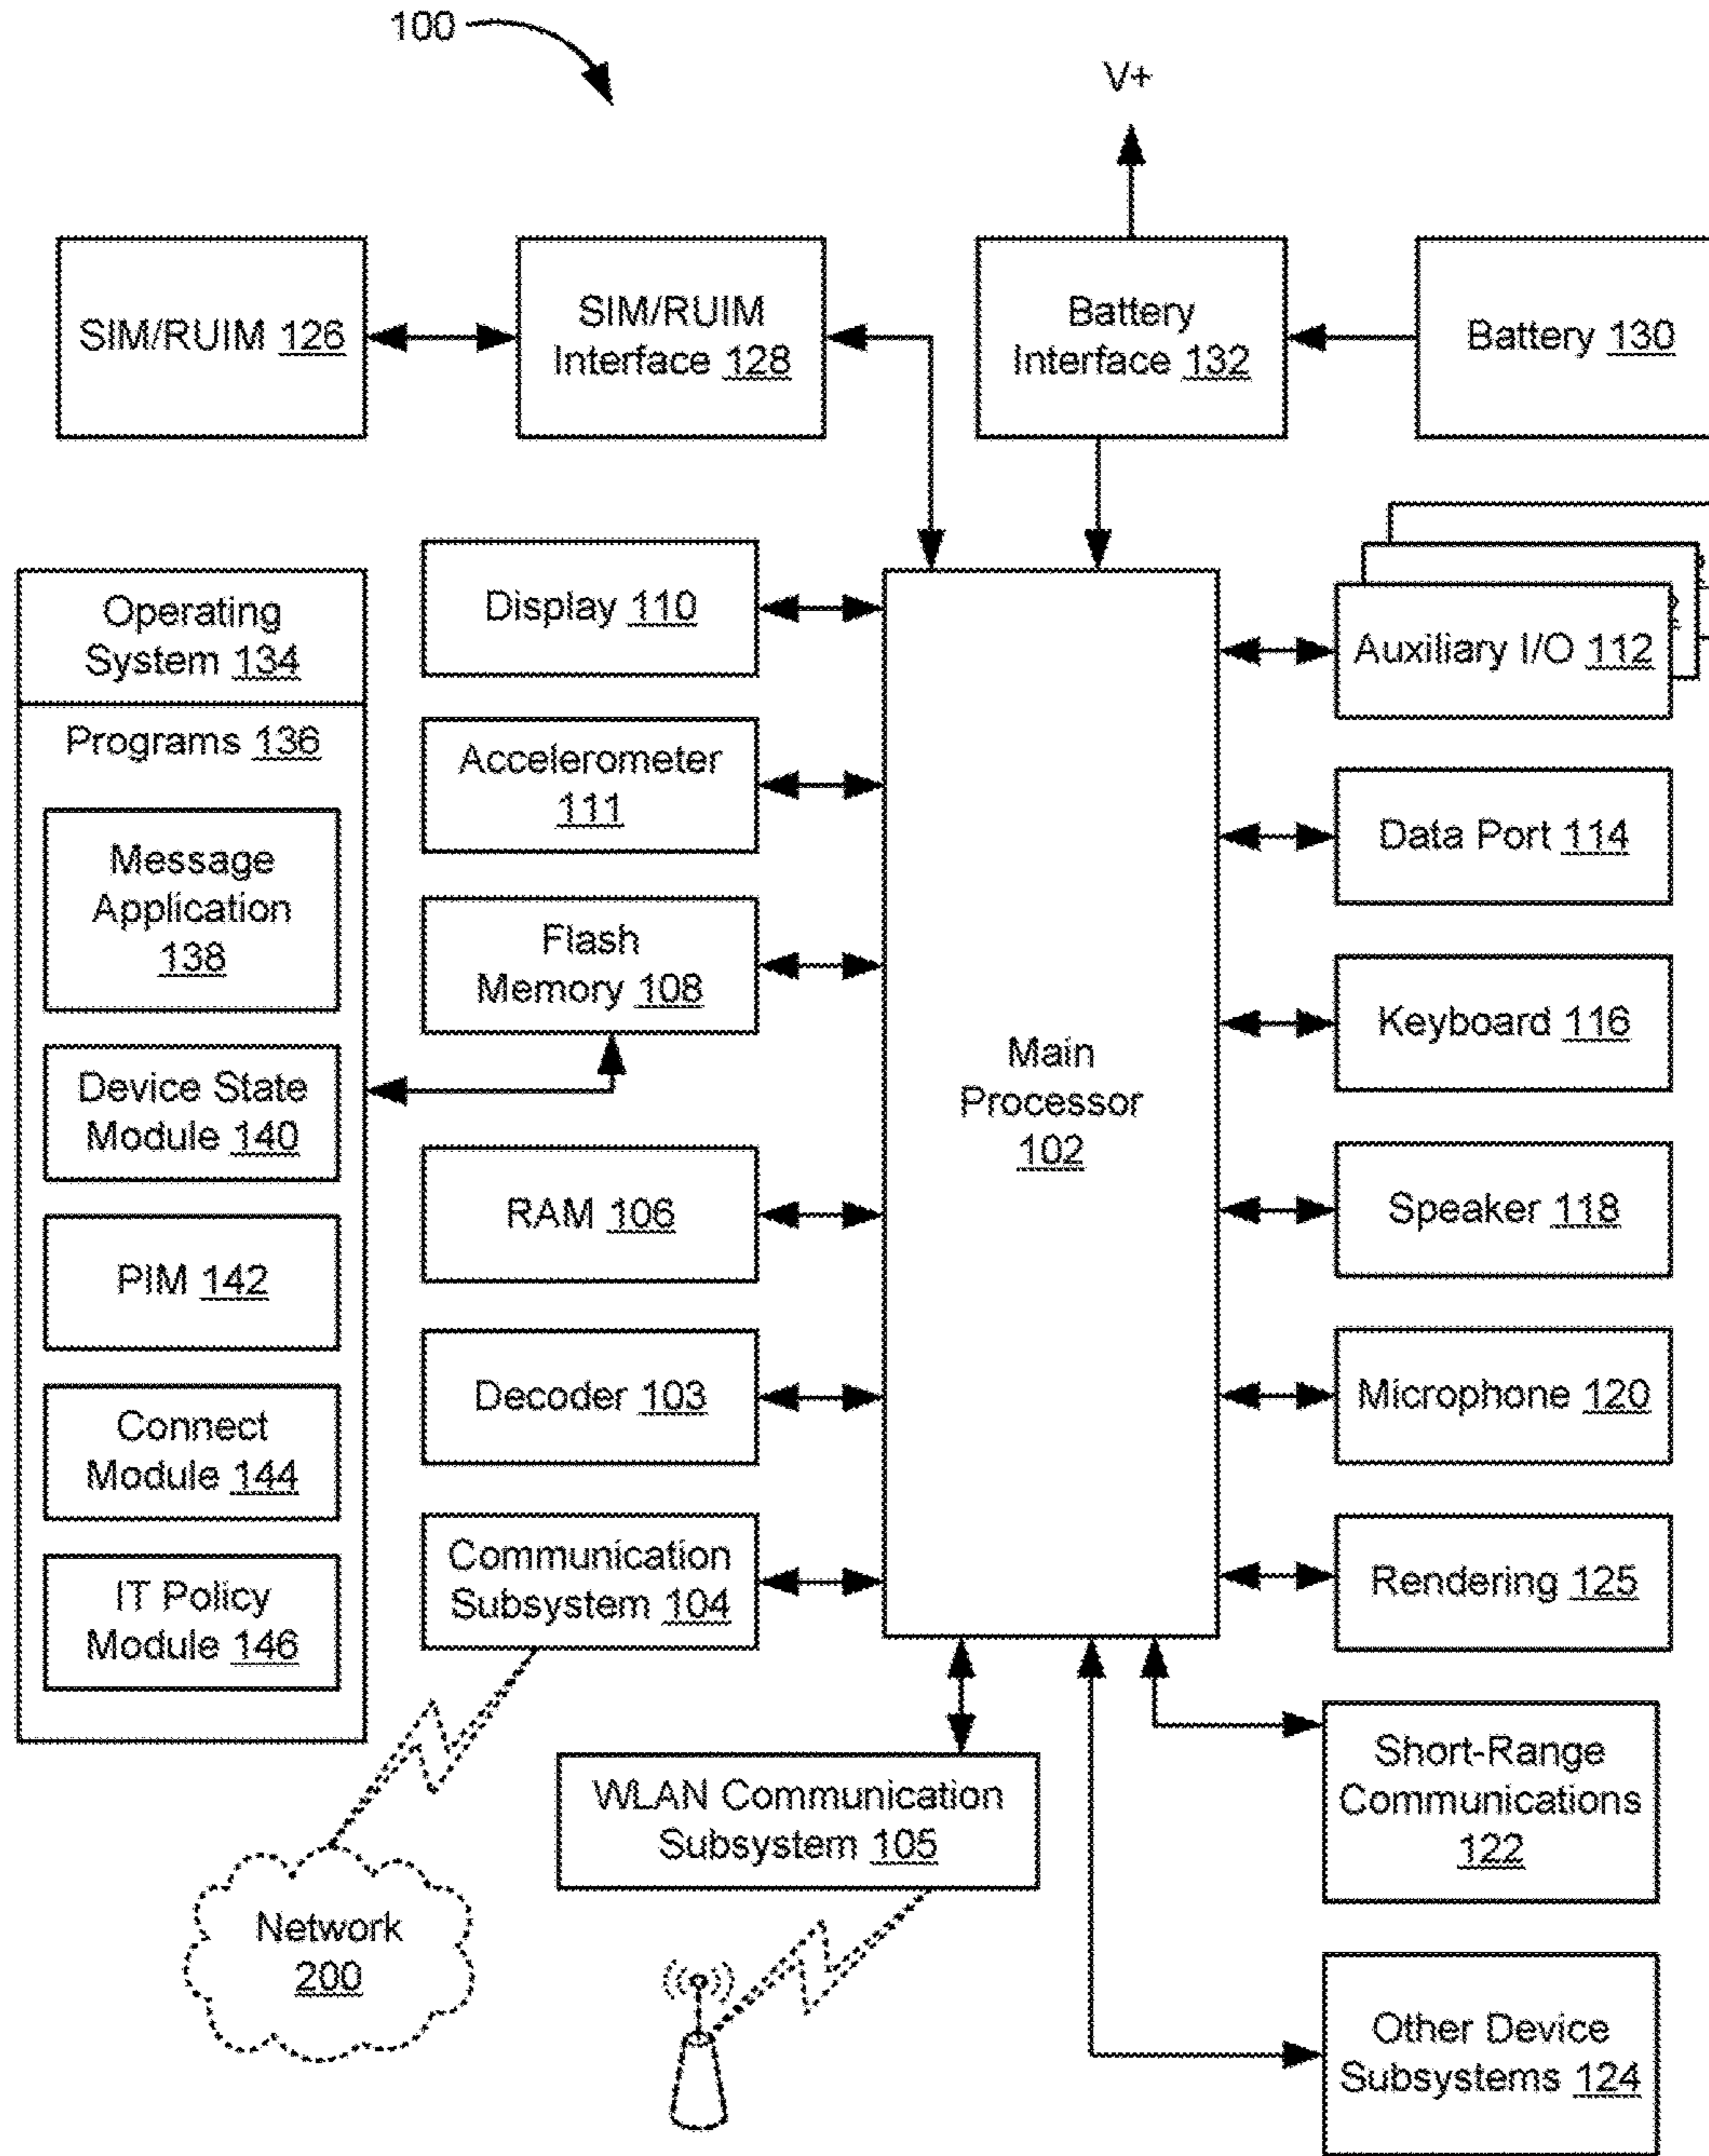 100
V+
SIM/RUIM 126
SIM/RUIM
Interface 128
Battery
Interface 132
Battery 130
Operating
System 134
Programs 136
Message
Application
138
Device State
Module 140
PIM 142
Connect
Module 144
IT Policy
Module 146
Display 110
Accelerometer
111
Flash
Memory 108
RAM 106
Decoder 103
Communication
Subsystem 104
Main
Processor
102
Auxiliary I/O 112
Data Port 114
Keyboard 116
Speaker 118
Microphone 120
Rendering 125
WLAN Communication
Subsystem 105
Short-Range
Communications
122
Network
200
Other Device
Subsystems 124